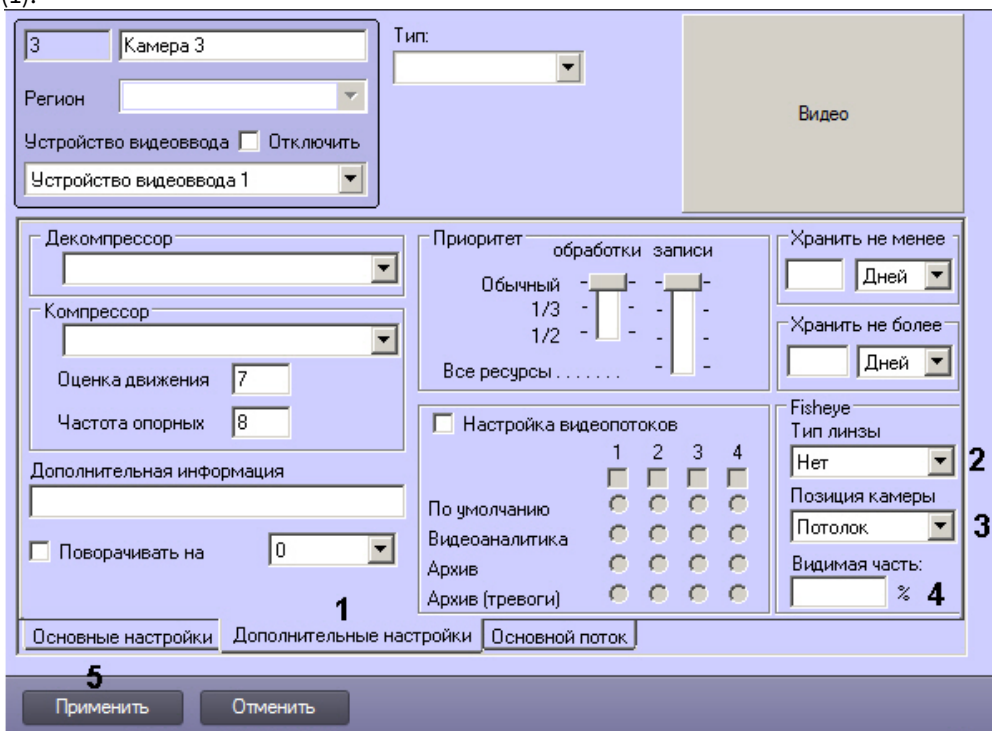 (1).
3 Камера 3
Тип:
Регион
Устройство видеоввода Отключить
Устройство видеоввода 1
Видео
Декомпрессор
Компрессор
Оценка движения 7
Частота опорных 8
Дополнительная информация
Поворачивать на 0
Приоритет
обработки записи
Обычный
1/3
1/2
Все ресурсы . . . . . . .
Настройка видеопотоков
1 2 3 4
По умолчанию
Видеоаналитика
Архив
Архив (тревоги)
Хранить не менее
Дней
Хранить не более
Дней
Fisheye
Тип линзы
Нет 2
Позиция камеры
Потолок 3
Видимая часть:
% 4
1
Основные настройки Дополнительные настройки Основной поток
5
Применить Отменить